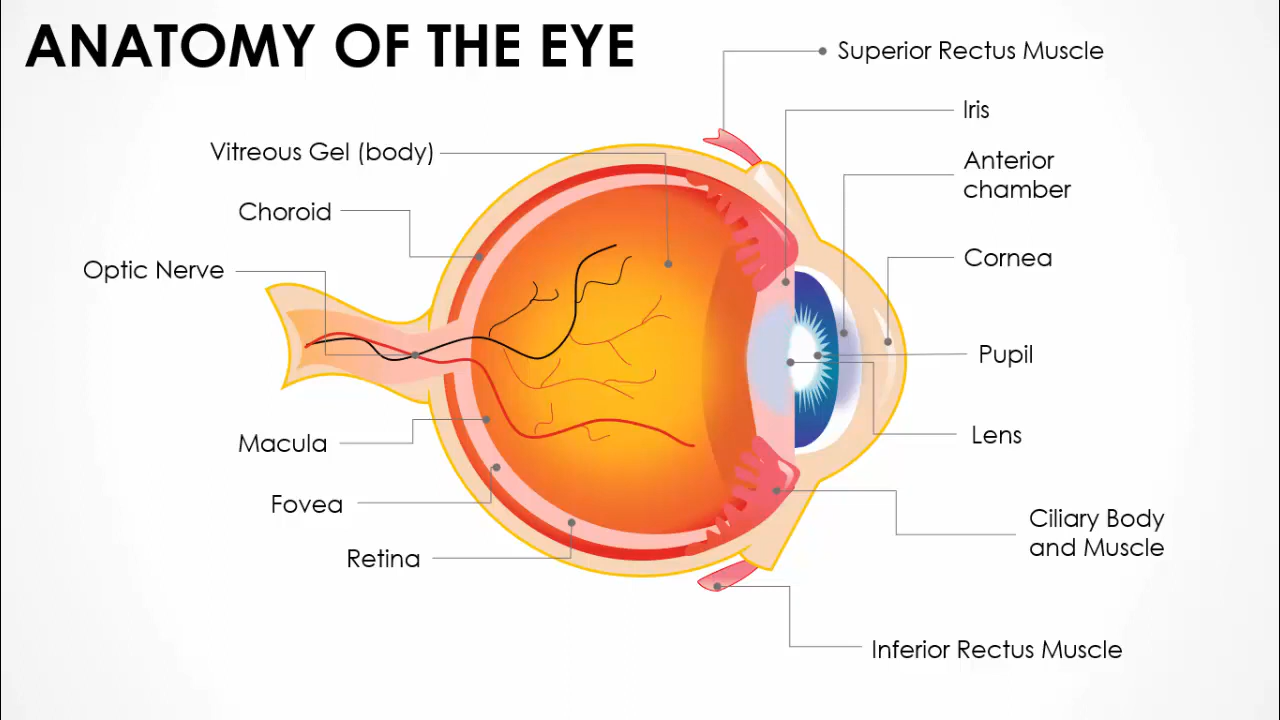 ANATOMY OF THE EYE
Superior Rectus Muscle
Iris
Vitreous Gel (body)
Anterior
chamber
Choroid
Cornea
Optic Nerve
Pupil
Macula
Lens
Fovea
Ciliary Body
and Muscle
Retina
Inferior Rectus Muscle